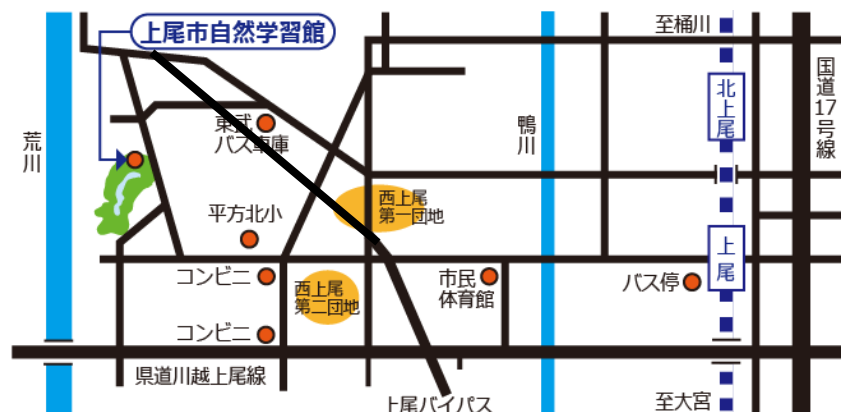 上尾市自然学習館
至桶川
国道17号線
北上尾
荒川
鴨川
東武
バス車庫
西上尾
第一団地
平方北小
上尾
コンビニ
西上尾
第二団地
市民
体育館
バス停
コンビニ
県道川越上尾線
上尾バイパス
至大宮